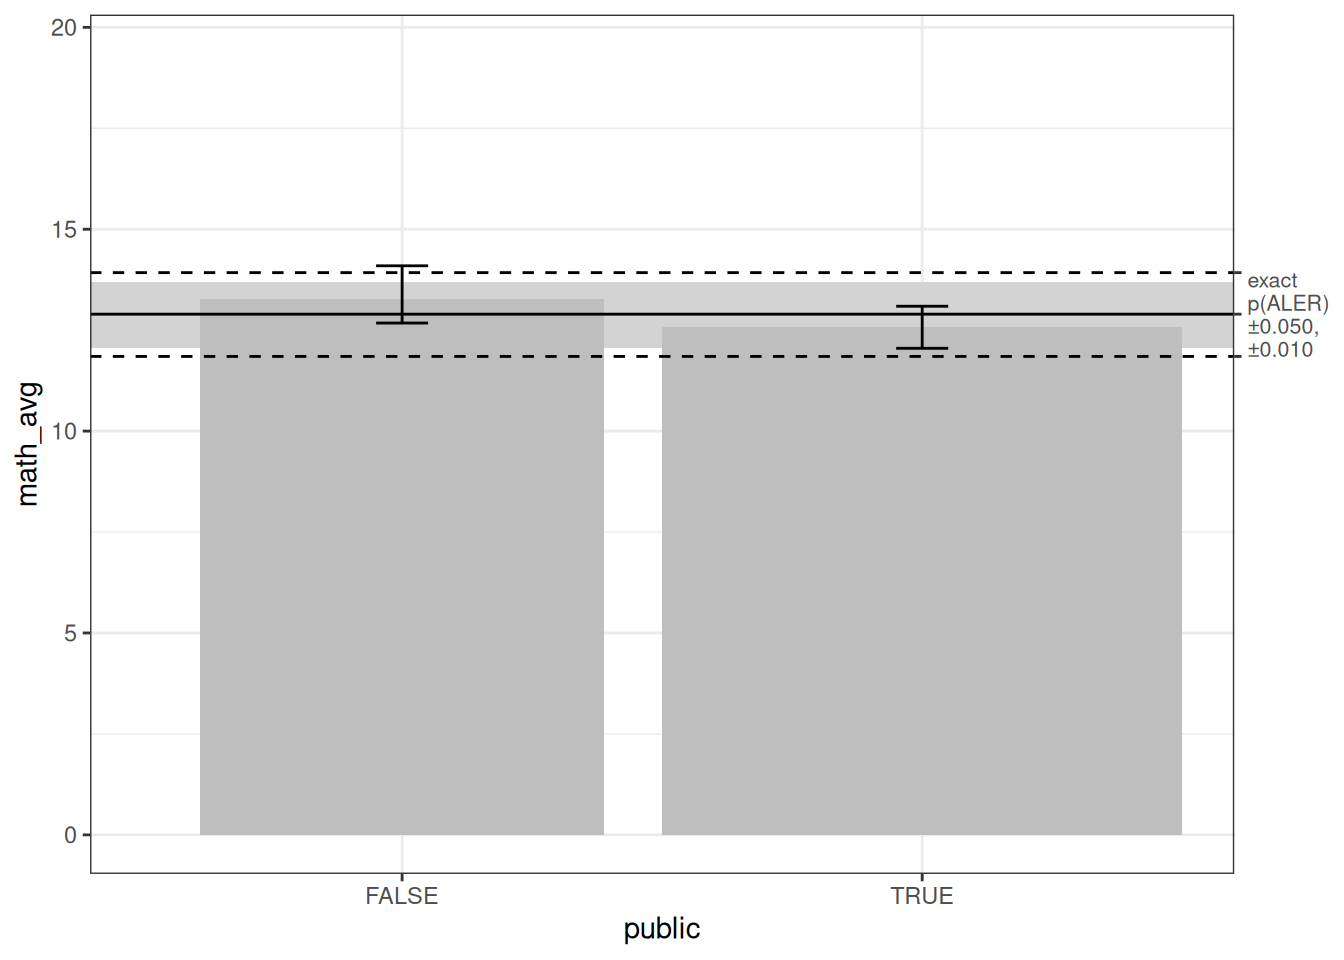 20
15
10
5
0
math_avg
exact
p(ALER)
±0.050,
±0.010
FALSE
TRUE
public